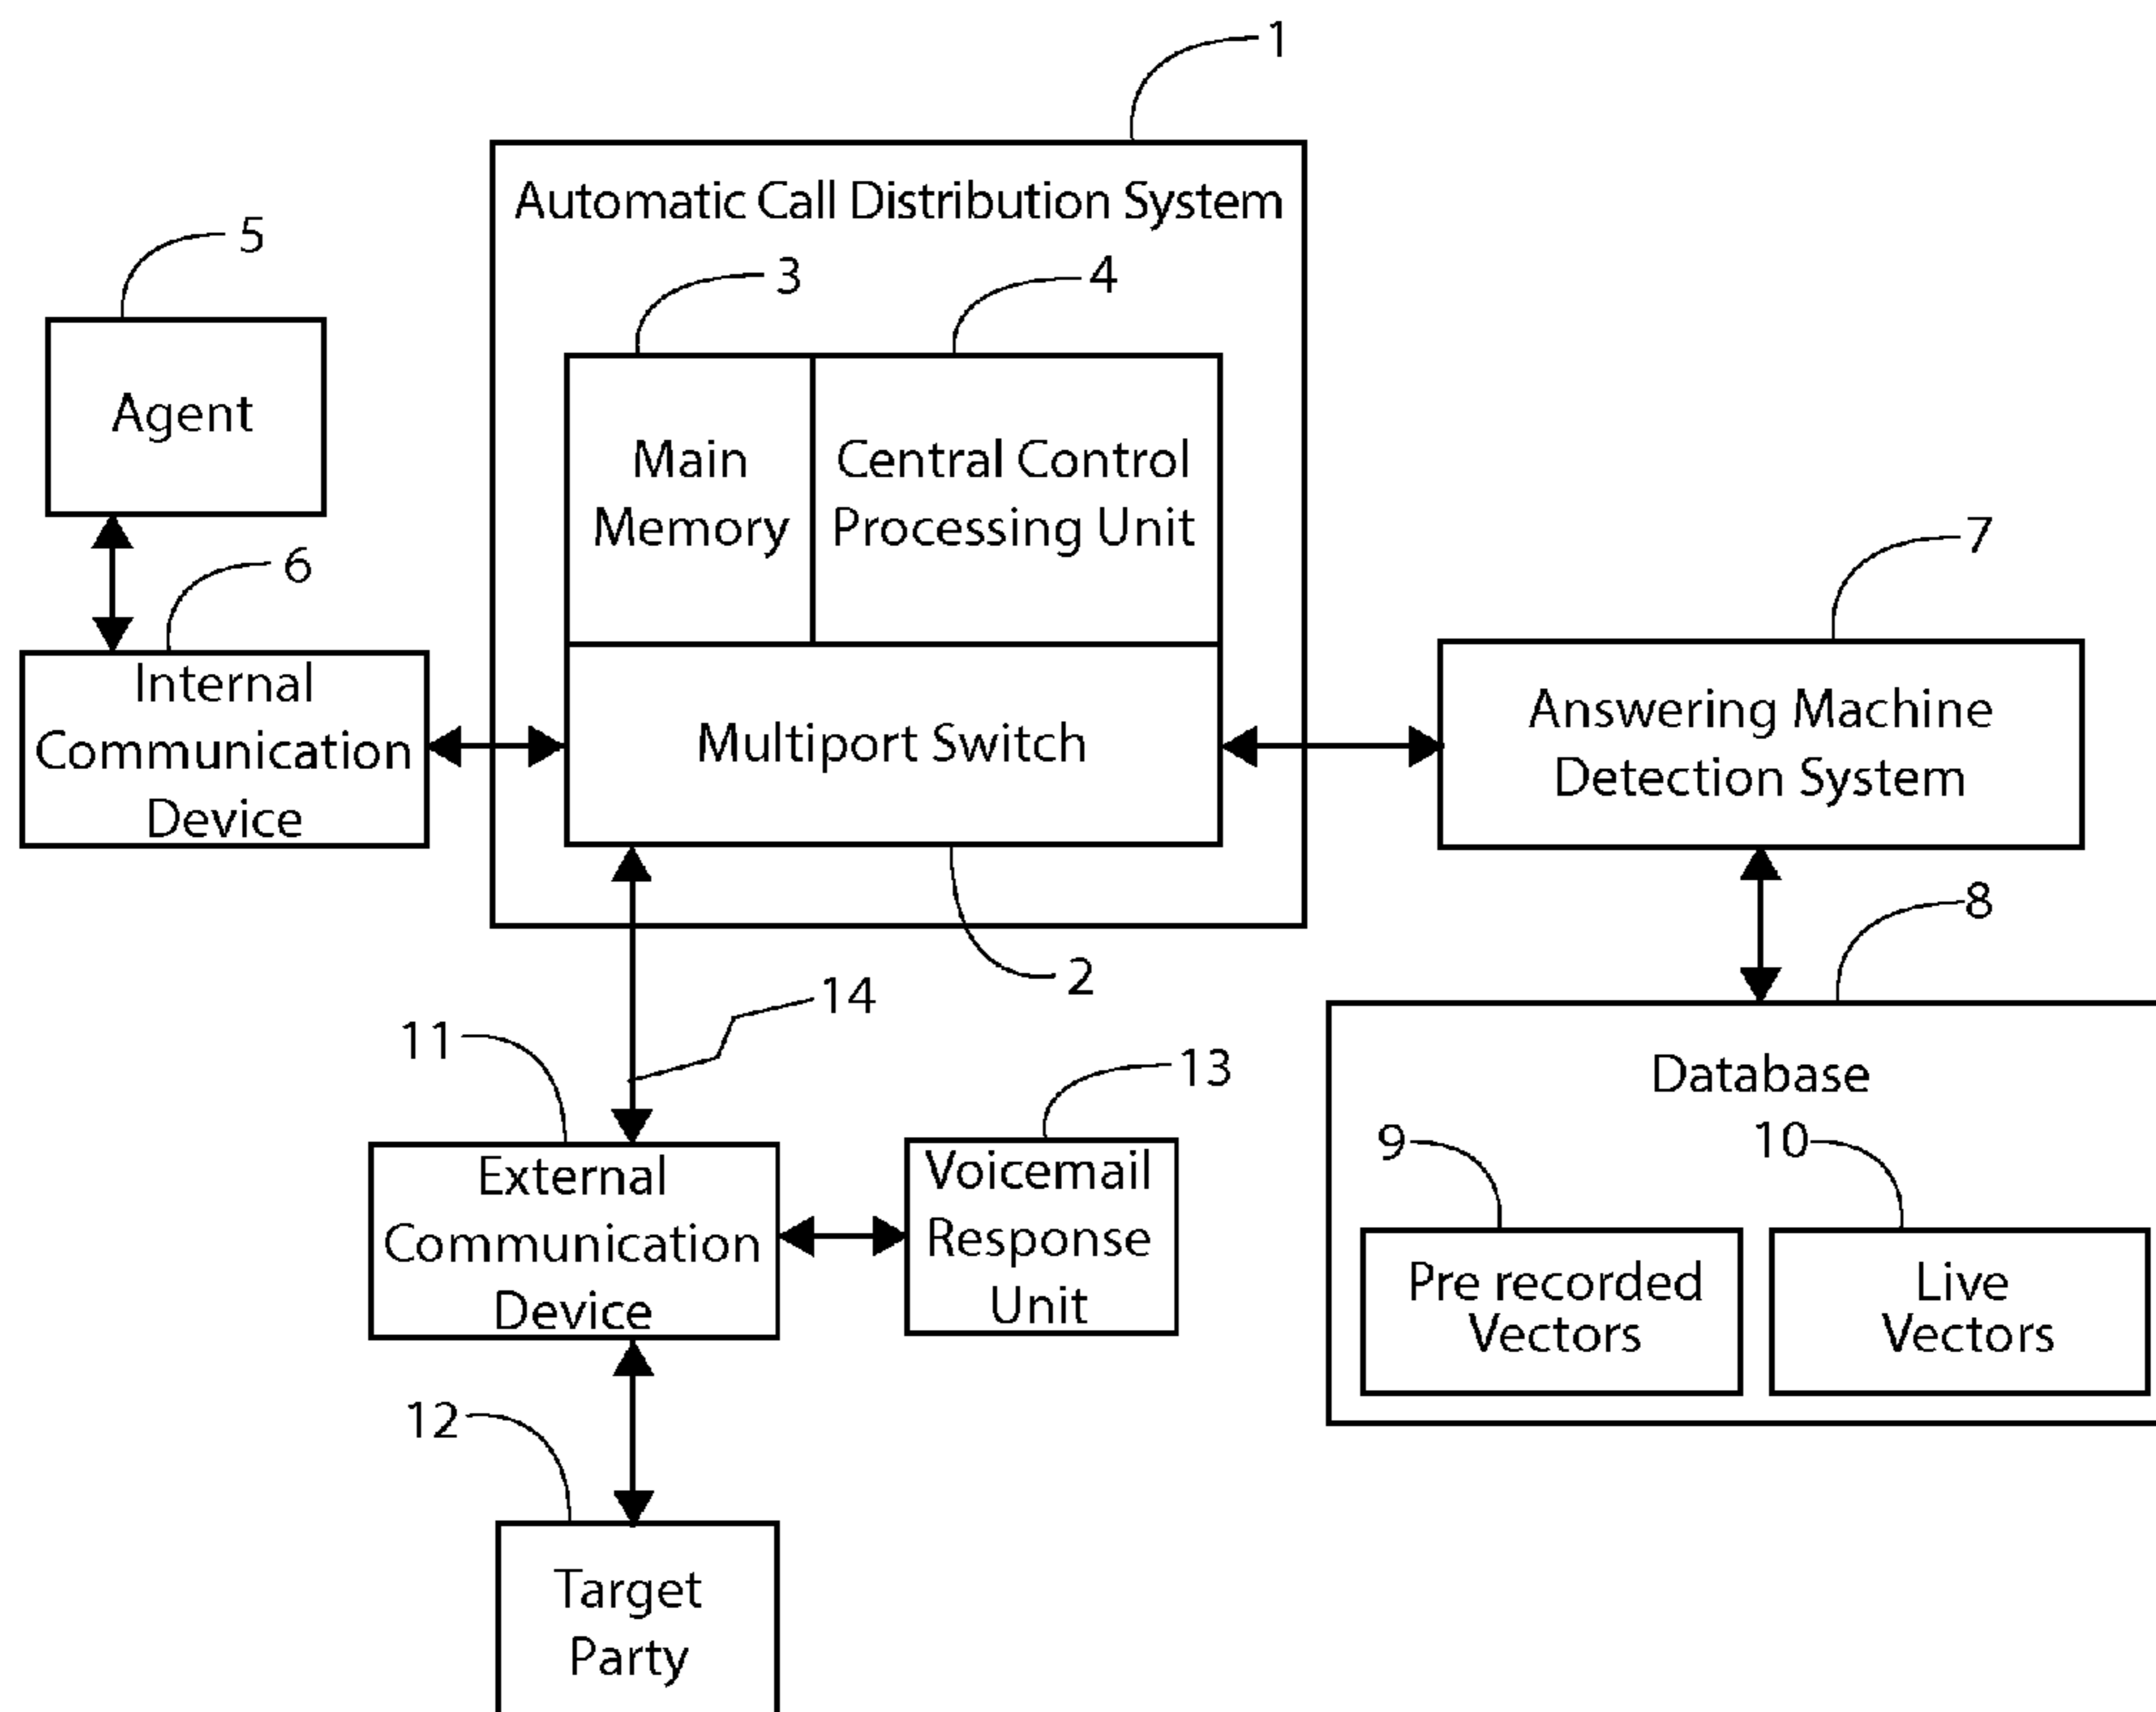 1
Automatic Call Distribution System
5
3
4
Agent
Main
Memory
Central Control
Processing Unit
6
7
Internal
Communication
Device
Multiport Switch
Answering Machine
Detection System
8
2
14
11
13
Database
9
10
External
Communication
Device
Voicemail
Response
Unit
Pre recorded
Vectors
Live
Vectors
12
Target
Party